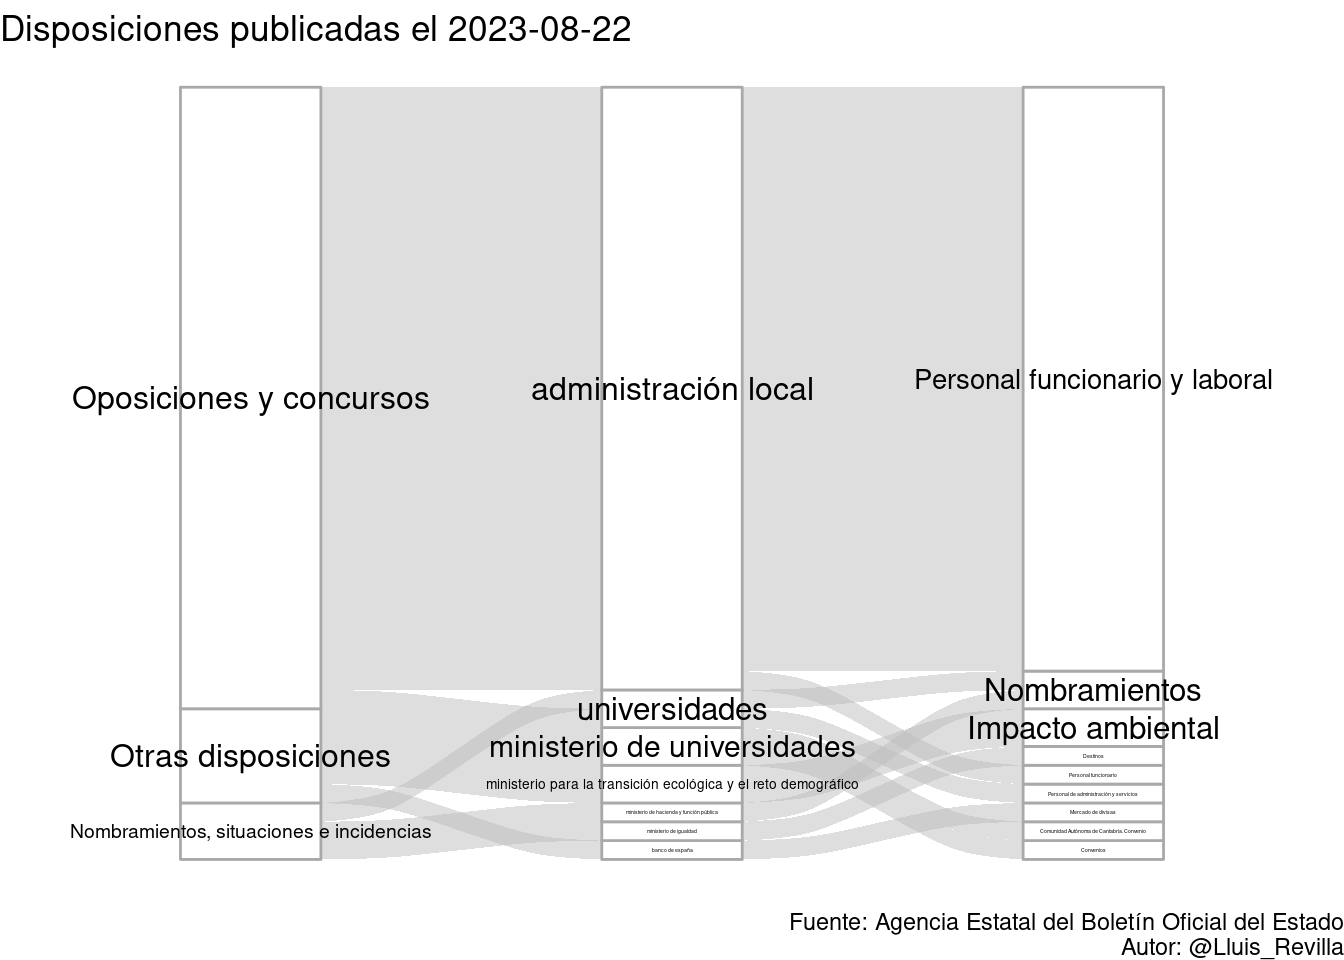 Disposiciones publicadas el 2023-08-22
Oposiciones y concursos
Otras disposiciones
Nombramientos, situaciones e incidencias
administración local
universidades
ministerio de universidades
ministerio para la transición ecológica y el reto demográfico
ministerio de hacienda y función pública
ministerio de igualdad
banco de españa
Personal funcionario y laboral
Nombramientos
Impacto ambiental
Destinos
Personal funcionario
Personal de administración y servicios
Mercado de divisas
Comunidad Autónoma de Cantabria. Convenio
Convenios
Fuente: Agencia Estatal del Boletín Oficial del Estado
Autor: @Lluis_Revilla